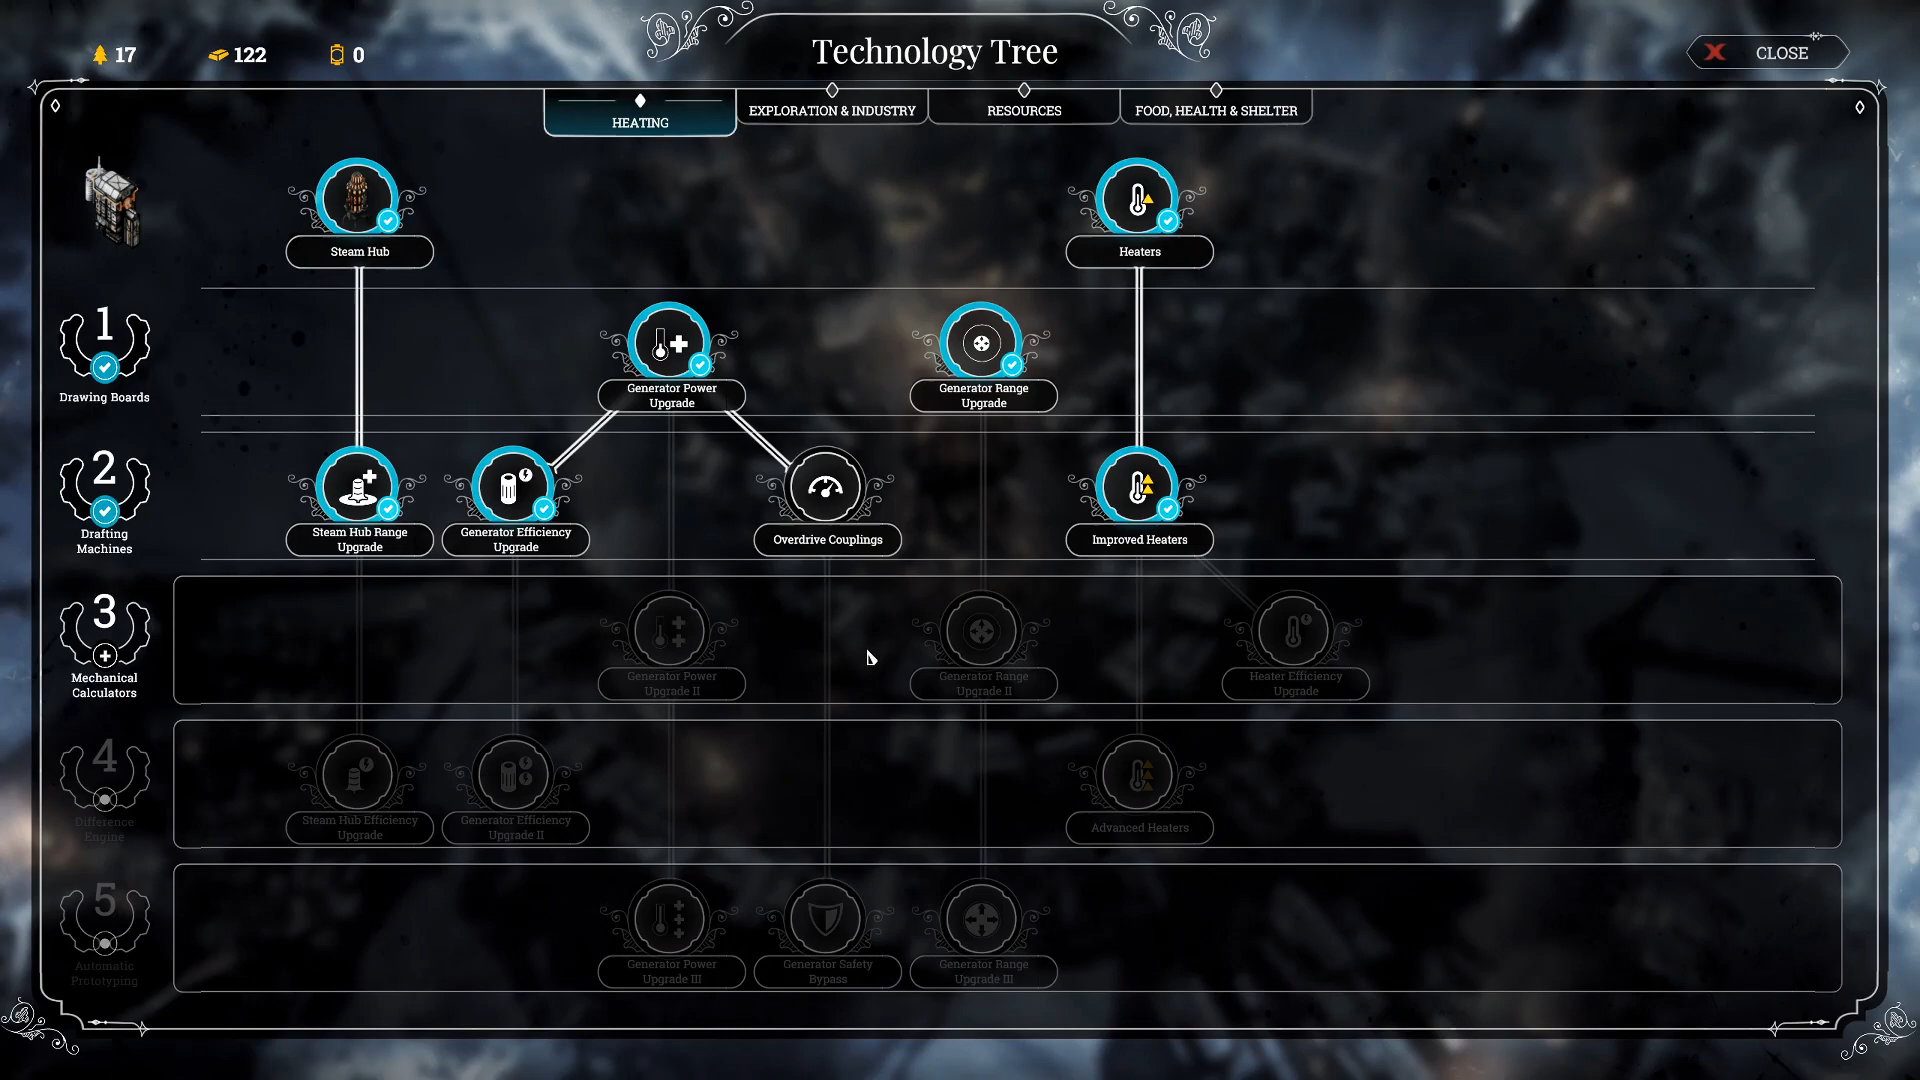 17
122
0
Technology Tree
CLOSE
HEATING
EXPLORATION & INDUSTRY
RESOURCES
FOOD, HEALTH & SHELTER
Steam Hub
Heaters
1
Drawing Boards
Generator Power
Upgrade
Generator Range
Upgrade
2
Drafting
Machines
Steam Hub Range
Upgrade
Generator Efficiency
Upgrade
Overdrive Couplings
Improved Heaters
3
Mechanical
Calculators
Generator Power
Upgrade II
Generator Range
Upgrade II
Heater Efficiency
Upgrade
4
Difference
Engine
Steam Hub Efficiency
Upgrade
Generator Efficiency
Upgrade II
Advanced Heaters
5
Automatic
Prototyping
Generator Power
Upgrade III
Generator Safety
Bypass
Generator Range
Upgrade III